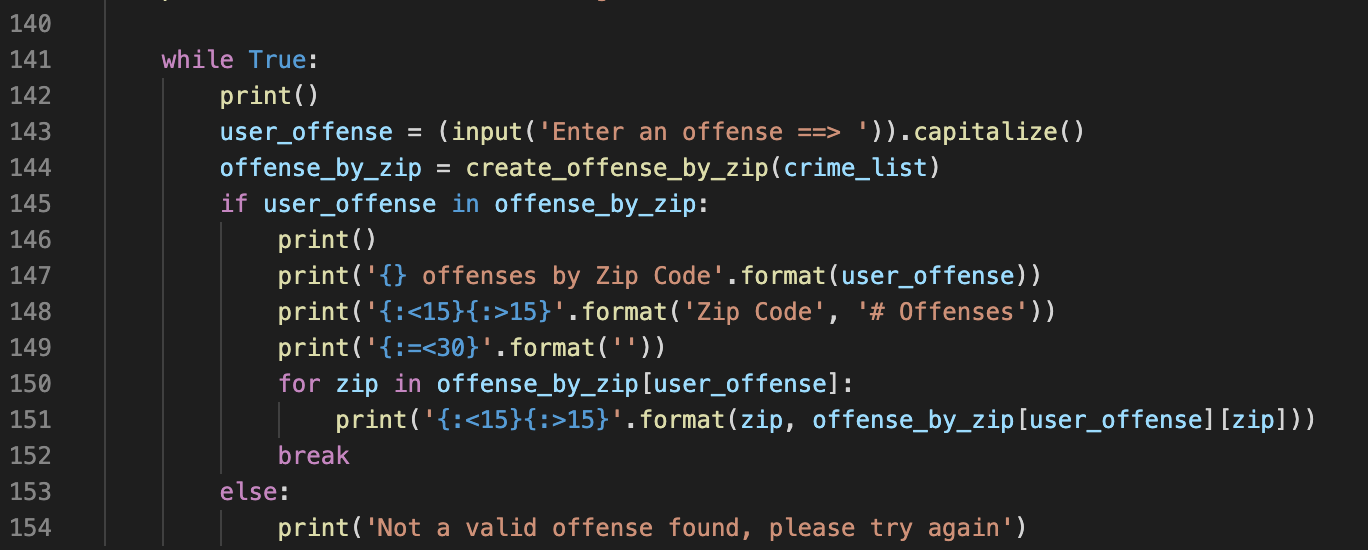 140
141 while True:
142 print()
143 user_offense = (input('Enter an offense ==> ')).capitalize()
144 offense_by_zip = create_offense_by_zip(crime_list)
145 if user_offense in offense_by_zip:
146 print()
147 print('{} offenses by Zip Code'.format(user_offense))
148 print('{:<15}{:>15}'.format('Zip Code', '# Offenses'))
149 print('{:=<30}'.format(''))
150 for zip in offense_by_zip[user_offense]:
151 print('{:<15}{:>15}'.format(zip, offense_by_zip[user_offense][zip]))
152 break
153 else:
154 print('Not a valid offense found, please try again')